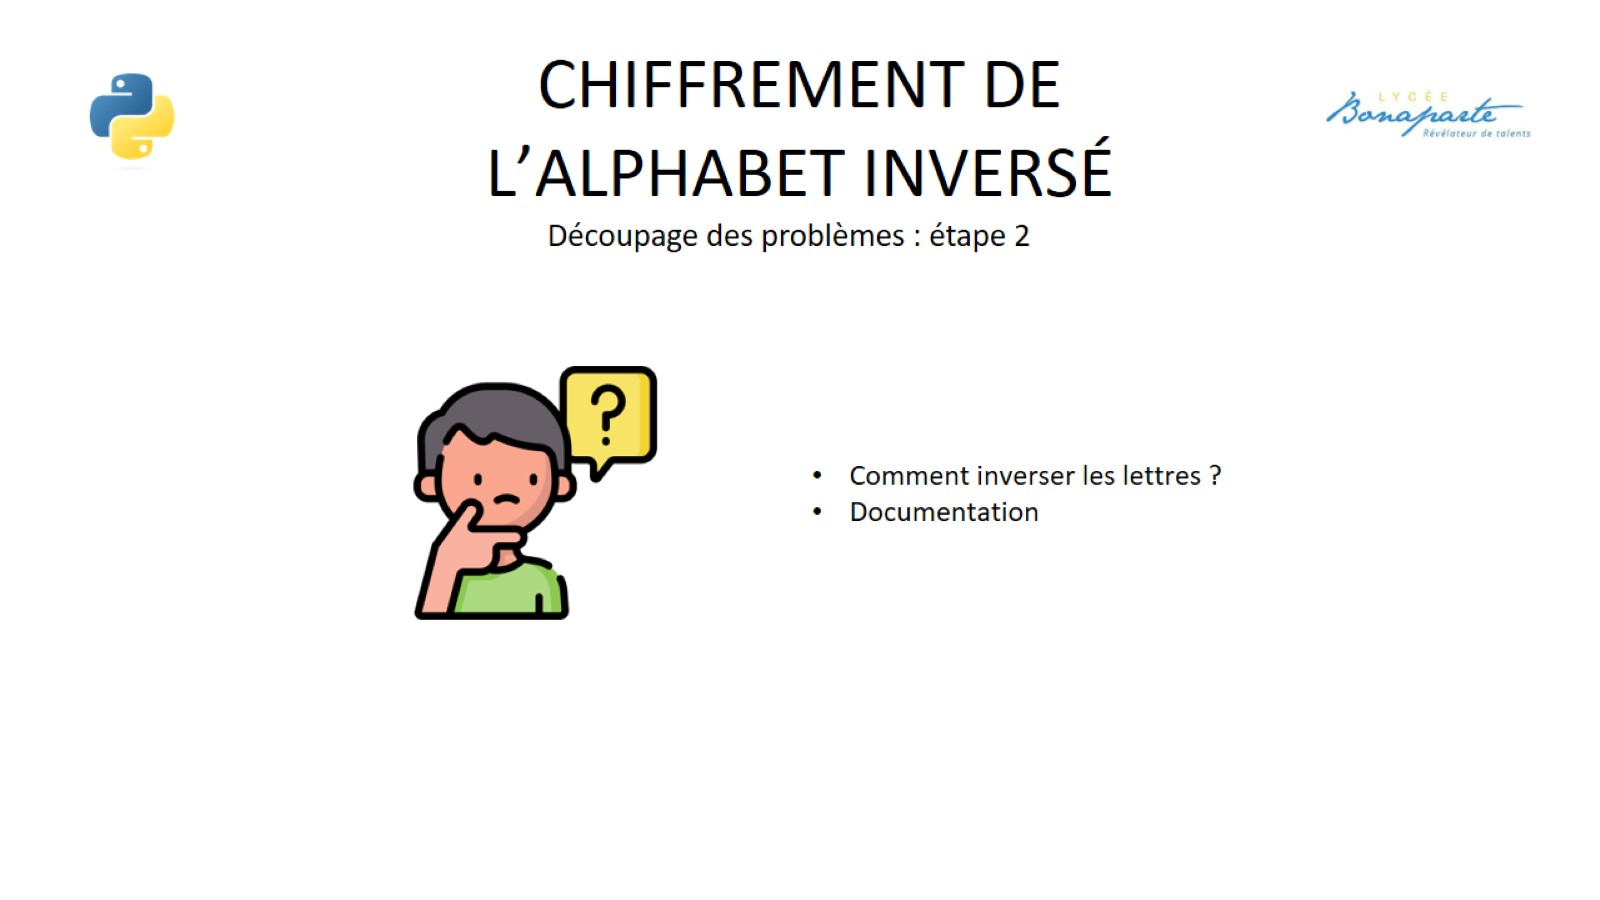 CHIFFREMENT DE
L’ALPHABET INVERSÉ
Découpage des problèmes : étape 2
LYCÉE
Bonaparte
Révélateur de talents
?
• Comment inverser les lettres ?
• Documentation